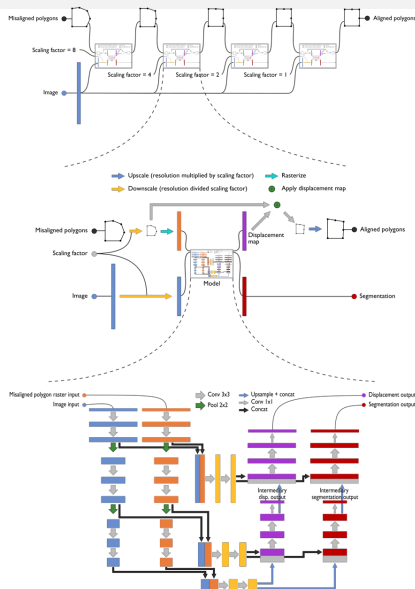 Misaligned polygons
Aligned polygons
Scaling factor = 8
Scaling factor = 4
Scaling factor = 2
Scaling factor = 1
Image
Upscale (resolution multiplied by scaling factor)
Rasterize
Downscale (resolution divided scaling factor)
Apply displacement map
Misaligned polygons
Aligned polygons
Displacement
map
Scaling factor
Image
Model
Segmentation
Misaligned polygon raster input
Image input
Conv 3x3
Pool 2x2
Upsample + concat
Conv 1x1
Concat
Displacement output
Segmentation output
Intermediary
disp. output
Intermediary
segmentation output